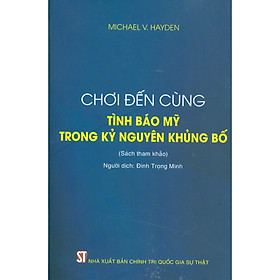 MICHAEL V. HAYDEN
CHƠI ĐẾN CÙNG
TÌNH BÁO MỸ
TRONG KỶ NGUYÊN KHỦNG BỐ
(Sách tham khảo)
Người dịch: Đinh Trọng Minh
ST NHÀ XUẤT BẢN CHÍNH TRỊ QUỐC GIA SỰ THẬT